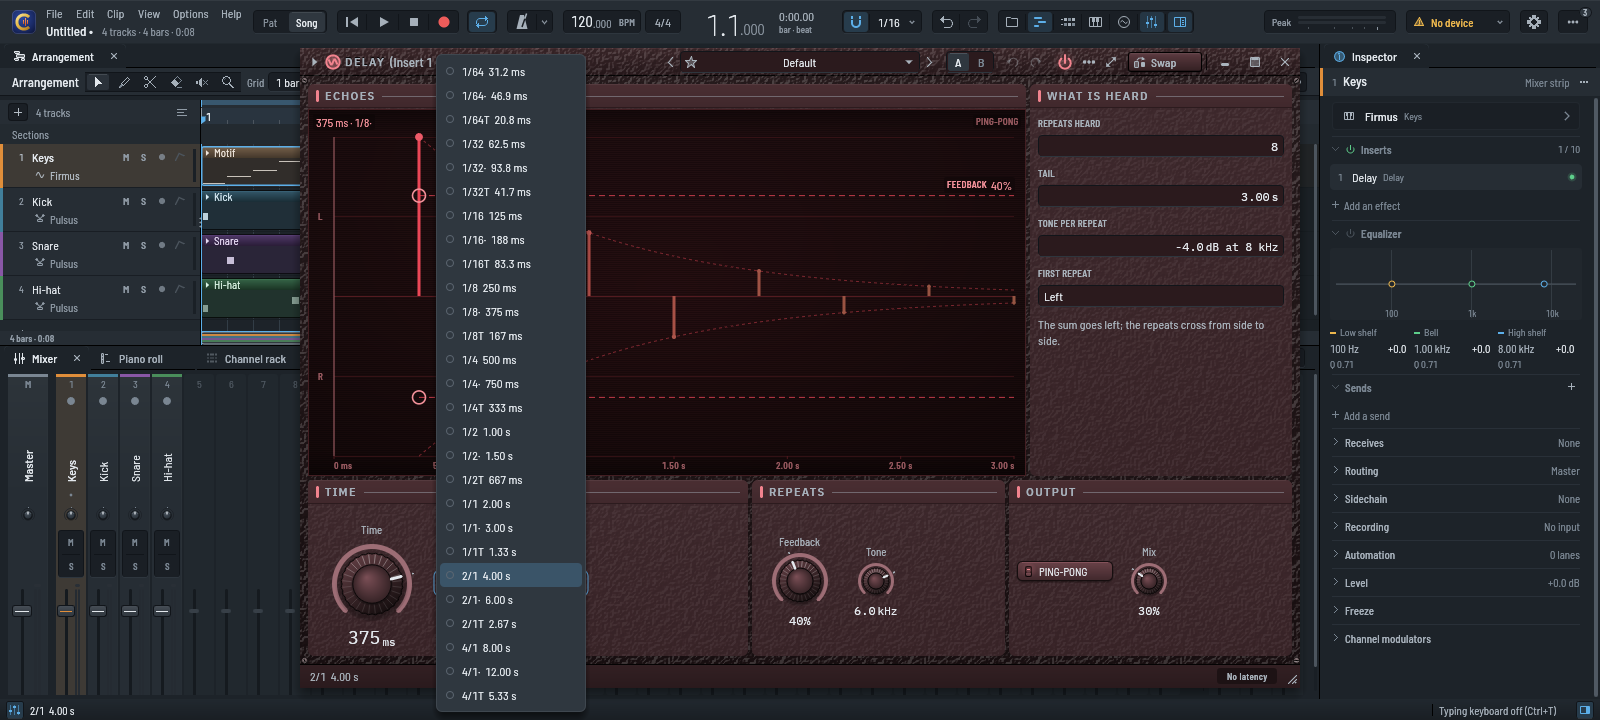 File Edit Clip View Options Help
Untitled • 4 tracks · 4 bars · 0:08
Pat Song
120.000 BPM 4/4
1.1.000
0:00.00
bar · beat
1/16
Peak
No device
3
Arrangement
Arrangement
Grid 1 bar
4 tracks
1
Sections
1 Keys M S
Firmus
Motif
2 Kick M S
Pulsus
Kick
3 Snare M S
Pulsus
Snare
4 Hi-hat M S
Pulsus
Hi-hat
4 bars · 0:08
Mixer
Piano roll
Channel rack
M 1 2 3 4 5 6 7 8
Master
Keys
Kick
Snare
Hi-hat
M M M M
S S S S
DELAY (Insert 1
Default
A B
Swap
ECHOES
375 ms · 1/8·
PING-PONG
FEEDBACK 40%
L
R
0 ms
1.50 s
2.00 s
2.50 s
3.00 s
1/64 31.2 ms
1/64· 46.9 ms
1/64T 20.8 ms
1/32 62.5 ms
1/32· 93.8 ms
1/32T 41.7 ms
1/16 125 ms
1/16· 188 ms
1/16T 83.3 ms
1/8 250 ms
1/8· 375 ms
1/8T 167 ms
1/4 500 ms
1/4· 750 ms
1/4T 333 ms
1/2 1.00 s
1/2· 1.50 s
1/2T 667 ms
1/1 2.00 s
1/1· 3.00 s
1/1T 1.33 s
2/1 4.00 s
2/1· 6.00 s
2/1T 2.67 s
4/1 8.00 s
4/1· 12.00 s
4/1T 5.33 s
WHAT IS HEARD
REPEATS HEARD
8
TAIL
3.00 s
TONE PER REPEAT
-4.0 dB at 8 kHz
FIRST REPEAT
Left
The sum goes left; the repeats cross from side to
side.
TIME
Time
375 ms
REPEATS
Feedback
40%
Tone
6.0 kHz
OUTPUT
PING-PONG
Mix
30%
2/1 4.00 s
No latency
Inspector
1 Keys Mixer strip
Firmus Keys
Inserts 1 / 10
1 Delay Delay
+ Add an effect
Equalizer
100 1k 10k
Low shelf Bell High shelf
100 Hz +0.0 1.00 kHz +0.0 8.00 kHz +0.0
Q 0.71 Q 0.71 Q 0.71
Sends +
+ Add a send
Receives None
Routing Master
Sidechain None
Recording No input
Automation 0 lanes
Level +0.0 dB
Freeze
Channel modulators
2/1 4.00 s
Typing keyboard off (Ctrl+T)